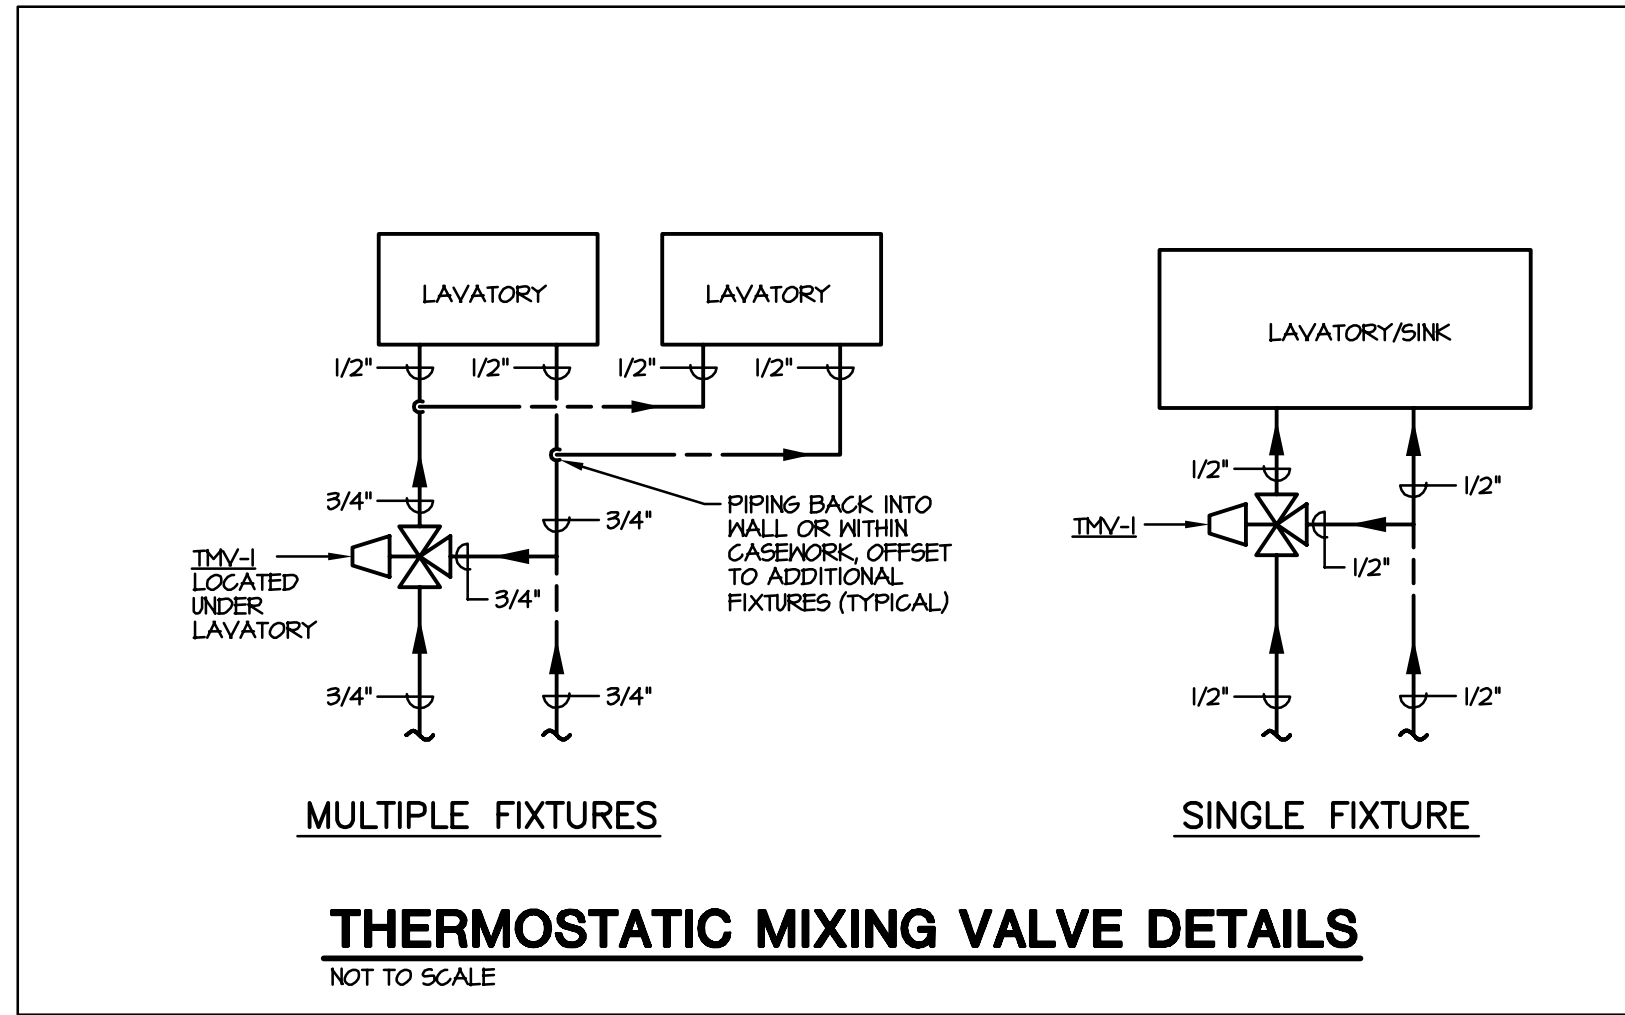 LAVATORY
LAVATORY
1/2"
1/2"
1/2"
1/2"
3/4"
3/4"
TMV-1
LOCATED
UNDER
LAVATORY
3/4"
3/4"
3/4"
PIPING BACK INTO
WALL OR WITHIN
CASEWORK, OFFSET
TO ADDITIONAL
FIXTURES (TYPICAL)
MULTIPLE FIXTURES
LAVATORY/SINK
1/2"
1/2"
TMV-1
1/2"
1/2"
1/2"
SINGLE FIXTURE
THERMOSTATIC MIXING VALVE DETAILS
NOT TO SCALE